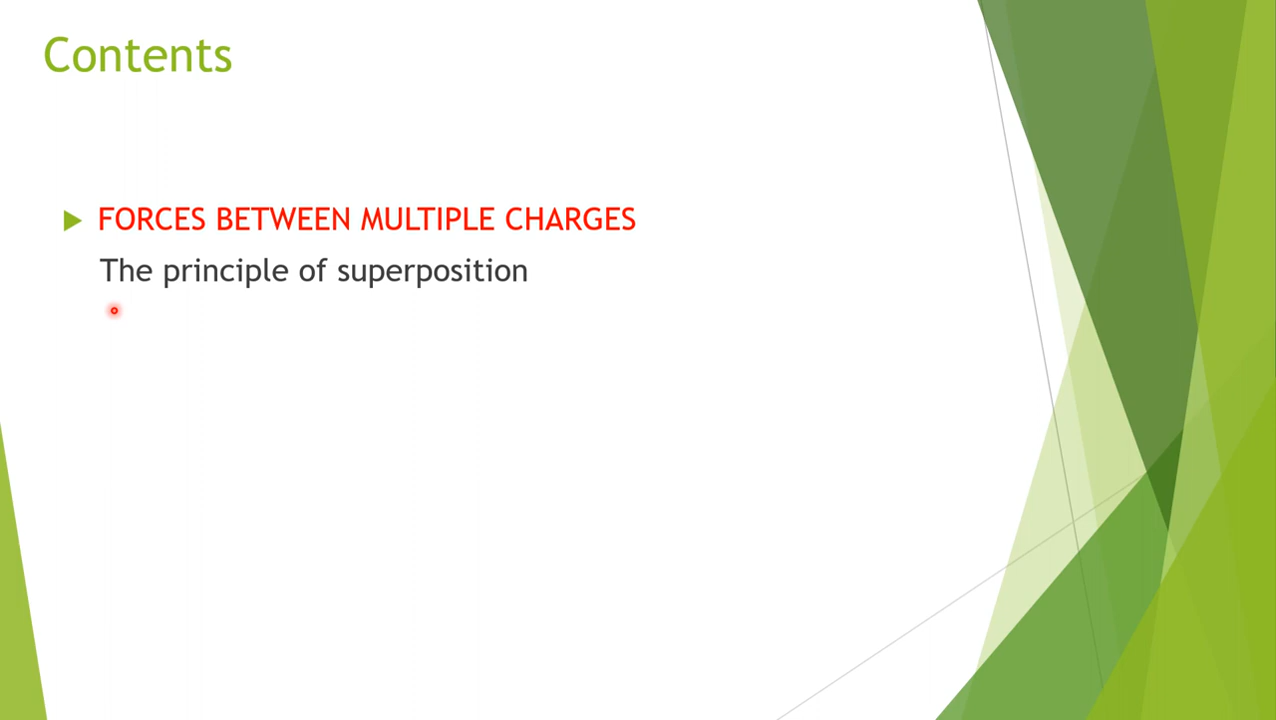 Contents
FORCES BETWEEN MULTIPLE CHARGES
The principle of superposition